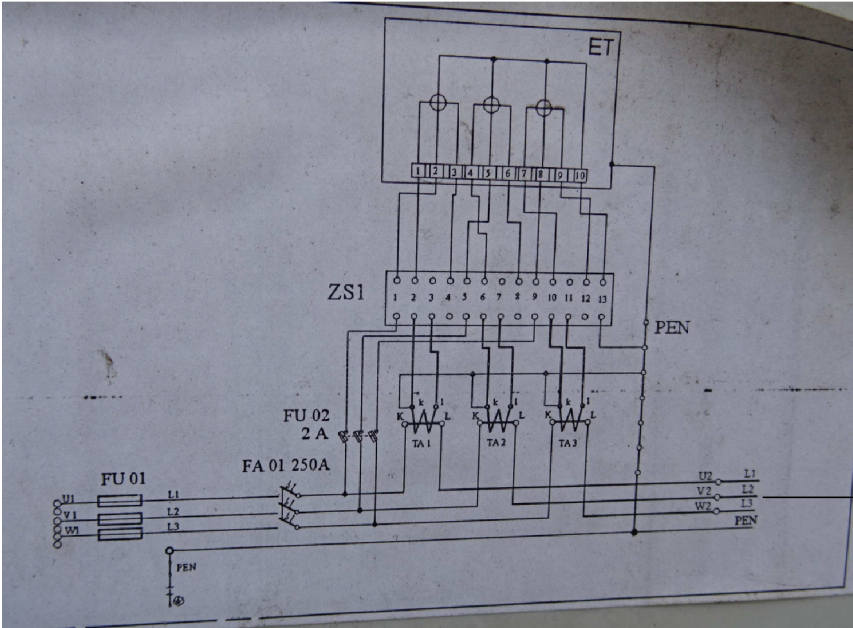 ET
1 2 3 4 5 6 7 8 9 10
ZS1
1 2 3 4 5 6 7 8 9 10 11 12 13
PEN
k l k l k l
K L K L K L
TA 1 TA 2 TA 3
FU 02
2 A
FA 01 250A
FU 01
U1 L1
V1 L2
W1 L3
U2 L1
V2 L2
W2 L3
PEN
PEN